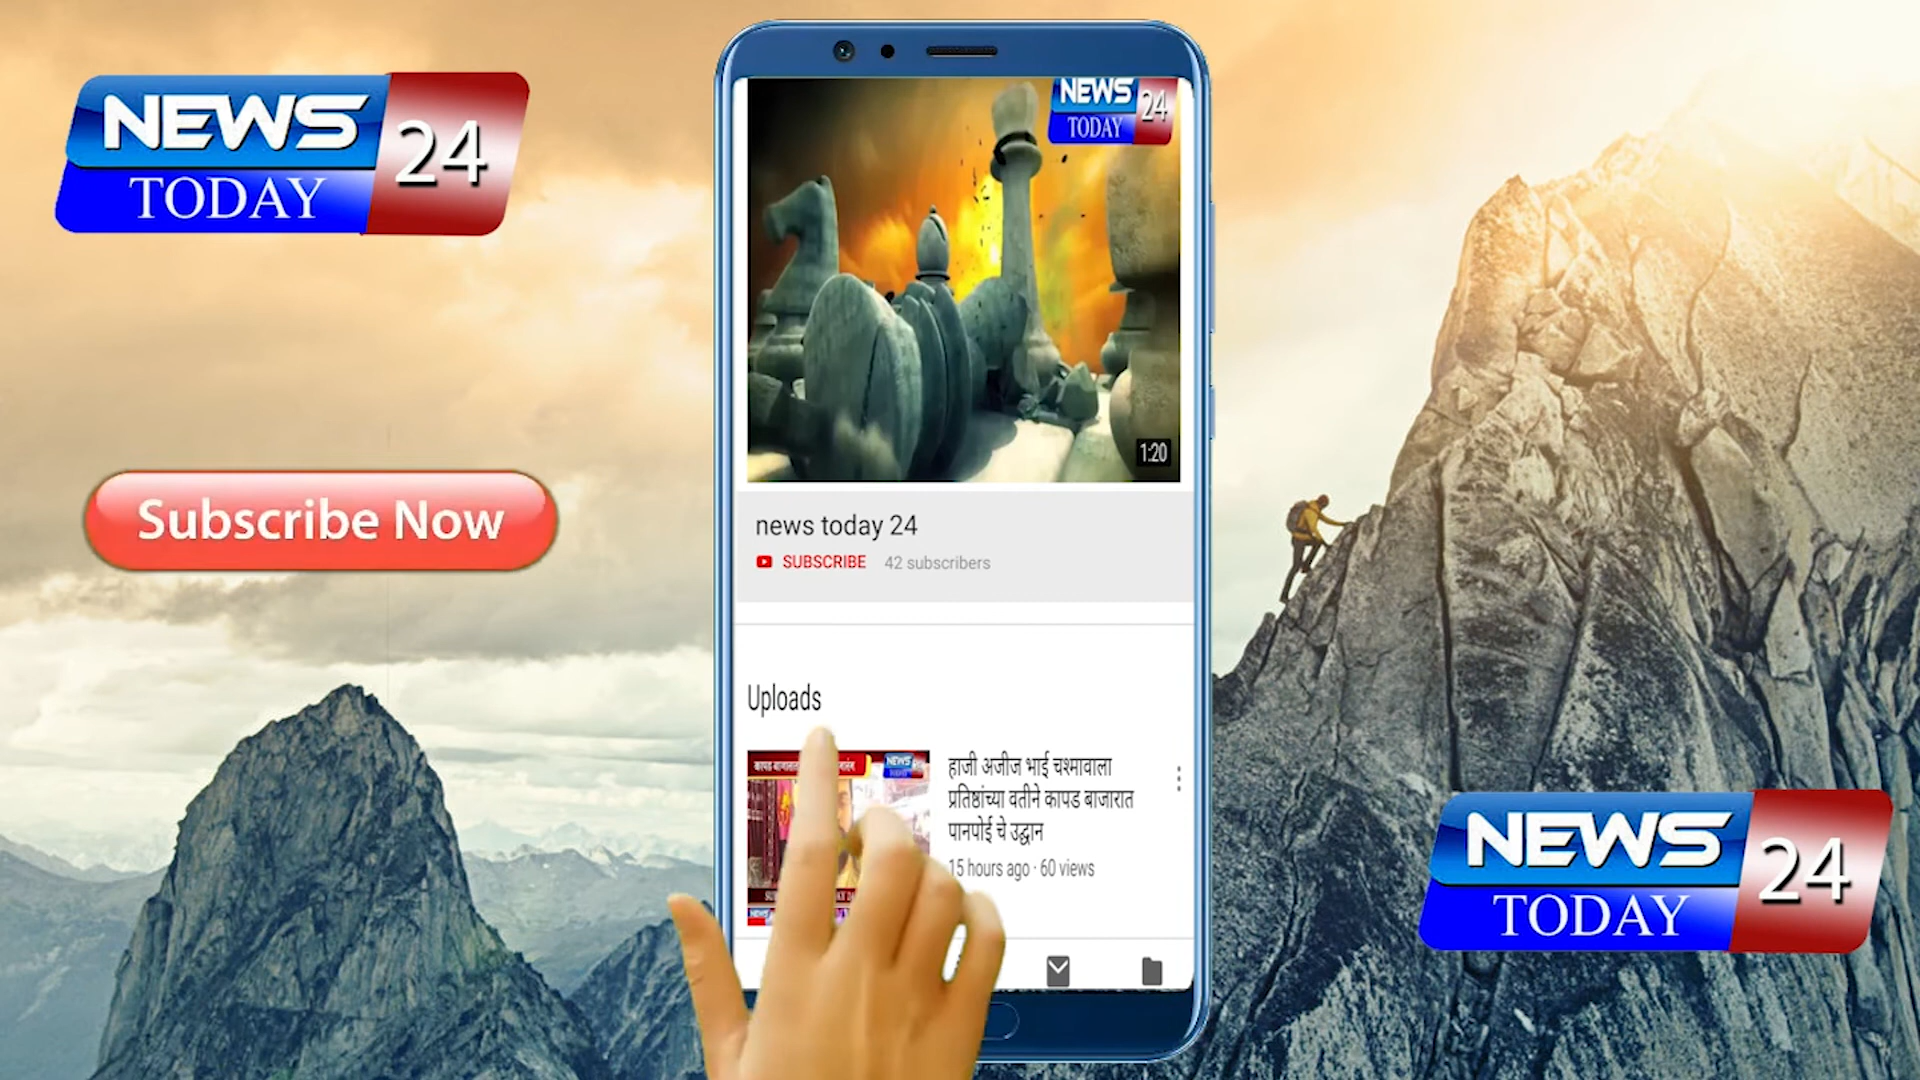 NEWS
TODAY
24
NEWS
TODAY
24
1:20
Subscribe Now
news today 24
SUBSCRIBE 42 subscribers
Uploads
NEWS
हाजी अजीज भाई चश्मावाला
प्रतिष्ठांच्या वतीने कापड बाजारात
पानपोई चे उद्घान
15 hours ago · 60 views
NEWS
TODAY
24